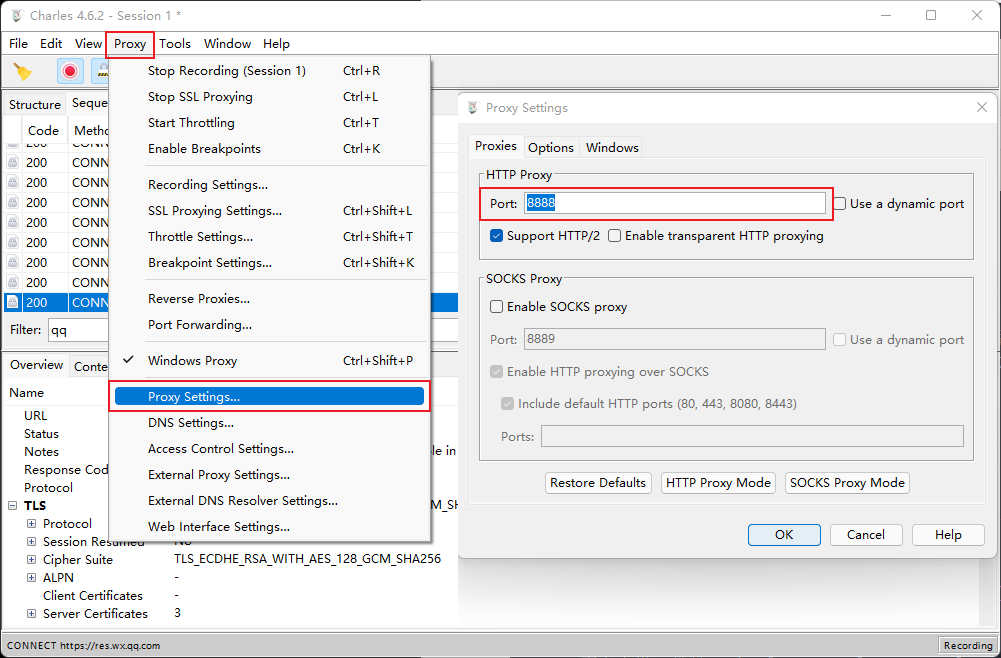 Charles 4.6.2 - Session 1 *
File Edit View Proxy Tools Window Help
Stop Recording (Session 1) Ctrl+R
Stop SSL Proxying Ctrl+L
Start Throttling Ctrl+T
Enable Breakpoints Ctrl+K
Recording Settings...
SSL Proxying Settings... Ctrl+Shift+L
Throttle Settings... Ctrl+Shift+T
Breakpoint Settings... Ctrl+Shift+K
Reverse Proxies...
Port Forwarding...
Windows Proxy Ctrl+Shift+P
Proxy Settings...
DNS Settings...
Access Control Settings...
External Proxy Settings...
External DNS Resolver Settings...
Web Interface Settings...
Structure Seque
Code Metho
200 CONN
200 CONN
200 CONN
200 CONN
200 CONN
200 CONN
200 CONN
200 CONN
200 CONN
Filter: qq
Overview Conte
Name
URL
Status
Notes le in
Response Cod
Protocol
TLS M_SH
Protocol
Session Resumed No
Cipher Suite TLS_ECDHE_RSA_WITH_AES_128_GCM_SHA256
ALPN -
Client Certificates -
Server Certificates 3
CONNECT https://res.wx.qq.com Recording
Proxy Settings
Proxies Options Windows
HTTP Proxy
Port: 8888 Use a dynamic port
Support HTTP/2 Enable transparent HTTP proxying
SOCKS Proxy
Enable SOCKS proxy
Port: 8889 Use a dynamic port
Enable HTTP proxying over SOCKS
Include default HTTP ports (80, 443, 8080, 8443)
Ports:
Restore Defaults HTTP Proxy Mode SOCKS Proxy Mode
OK Cancel Help